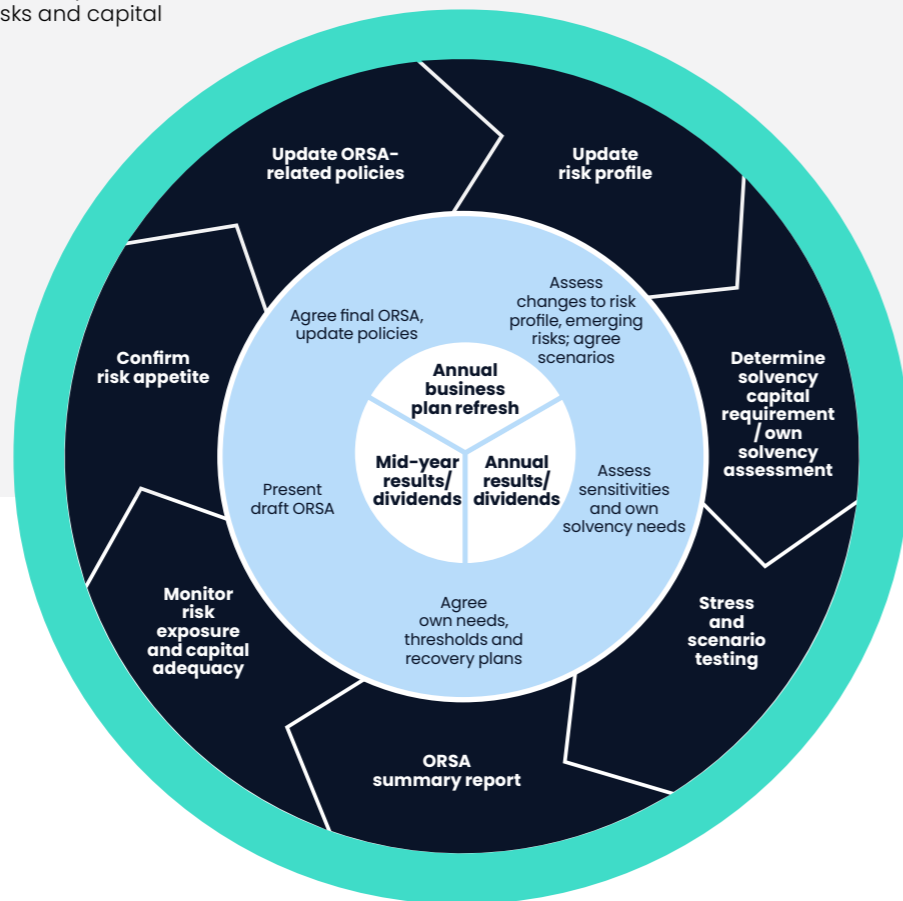 sks and capital
Update ORSA-
related policies
Update
risk profile
Determine
solvency
capital
requirement
/ own
solvency
assessment
Stress
and
scenario
testing
ORSA
summary report
Monitor
risk
exposure
and capital
adequacy
Confirm
risk appetite
Agree final ORSA,
update policies
Assess
changes to risk
profile, emerging
risks; agree
scenarios
Assess
sensitivities
and own
solvency needs
Agree
own needs,
thresholds and
recovery plans
Present
draft ORSA
Annual
business
plan refresh
Mid-year
results/
dividends
Annual
results/
dividends